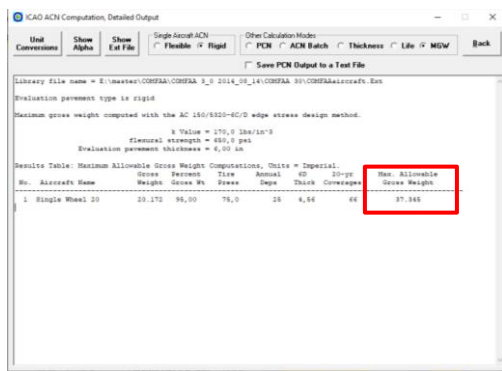 ICAO ACN Computation, Detailed Output
Unit Conversions Show Alpha Show Ext File Single Aircraft ACN Flexible Rigid Other Calculation Modes PCN ACN Batch Thickness Life MGW Back
Save PCN Output to a Text File
Library file name = E:\master\COMFAA\COMFAA 3_0 2014_08_14\COMFAA 30\COMFAAaircraft.Ext
Evaluation pavement type is rigid
Maximum gross weight computed with the AC 150/5320-6C/D edge stress design method.
k Value = 170,0 lbs/in^3
flexural strength = 650,0 psi
Evaluation pavement thickness = 6,00 in
Results Table: Maximum Allowable Gross Weight Computations, Units = Imperial.
Gross Percent Tire Annual 6D 20-yr Max. Allowable
No. Aircraft Name Weight Gross Wt Press Deps Thick Coverages Gross Weight
1 Single Wheel 20 20.172 95,00 75,0 25 4,56 66 37.365